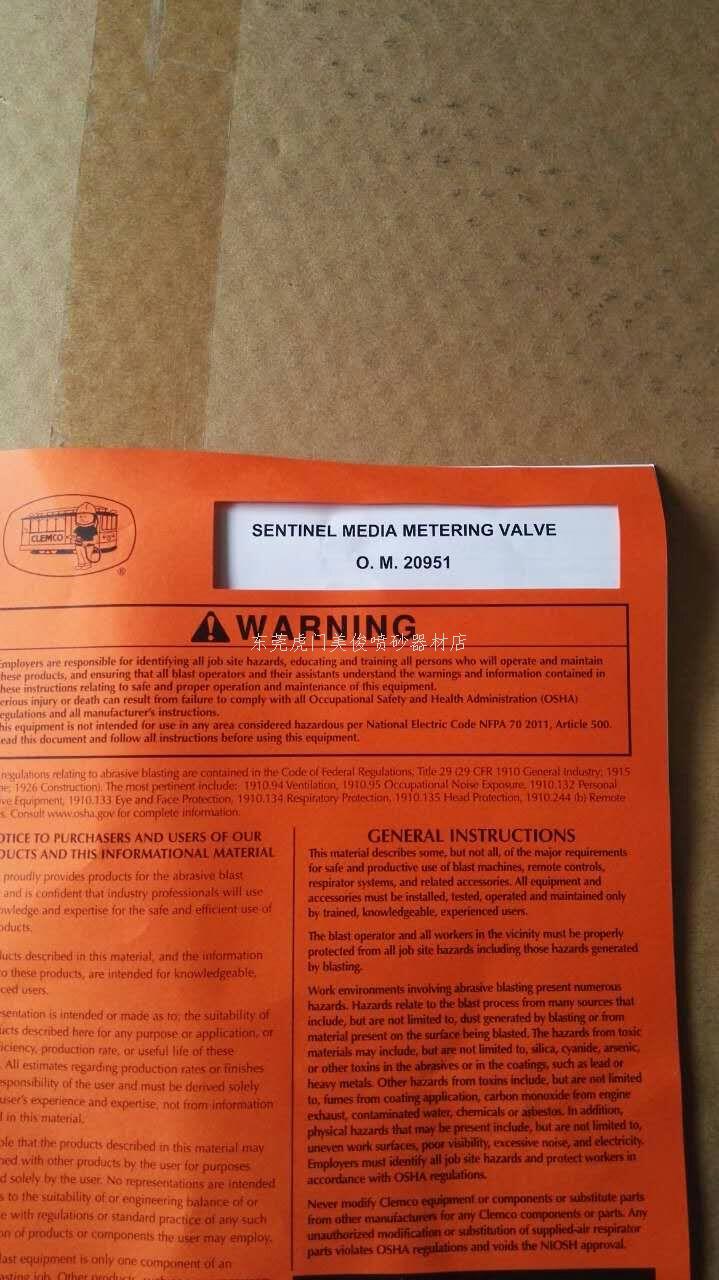 CLEMCO
®
SENTINEL MEDIA METERING VALVE
O. M. 20951
WARNING
东莞虎门美俊喷砂器材店
Employers are responsible for identifying all job site hazards, educating and training all persons who will operate and maintain
these products, and ensuring that all blast operators and their assistants understand the warnings and information contained in
these instructions relating to safe and proper operation and maintenance of this equipment.
erious injury or death can result from failure to comply with all Occupational Safety and Health Administration (OSHA)
egulations and all manufacturer's instructions.
his equipment is not intended for use in any area considered hazardous per National Electric Code NFPA 70 2011, Article 500.
ead this document and follow all instructions before using this equipment.
regulations relating to abrasive blasting are contained in the Code of Federal Regulations, Title 29 (29 CFR 1910 General Industry; 1915
ne; 1926 Construction). The most pertinent include: 1910.94 Ventilation, 1910.95 Occupational Noise Exposure, 1910.132 Personal
ve Equipment, 1910.133 Eye and Face Protection, 1910.134 Respiratory Protection, 1910.135 Head Protection, 1910.244 (b) Remote
s. Consult www.osha.gov for complete information.
OTICE TO PURCHASERS AND USERS OF OUR
DUCTS AND THIS INFORMATIONAL MATERIAL
proudly provides products for the abrasive blast
and is confident that industry professionals will use
owledge and expertise for the safe and efficient use of
oducts.
ucts described in this material, and the information
to these products, are intended for knowledgeable,
ced users.
esentation is intended or made as to; the suitability of
ucts described here for any purpose or application, or
iciency, production rate, or useful life of these
. All estimates regarding production rates or finishes
esponsibility of the user and must be derived solely
user's experience and expertise, not from information
d in this material.
ble that the products described in this material may
ned with other products by the user for purposes
d solely by the user. No representations are intended
s to the suitability of or engineering balance of or
e with regulations or standard practice of any such
on of products or components the user may employ.
last equipment is only one component of an
asting job. Other products,
GENERAL INSTRUCTIONS
This material describes some, but not all, of the major requirements
for safe and productive use of blast machines, remote controls,
respirator systems, and related accessories. All equipment and
accessories must be installed, tested, operated and maintained only
by trained, knowledgeable, experienced users.
The blast operator and all workers in the vicinity must be properly
protected from all job site hazards including those hazards generated
by blasting.
Work environments involving abrasive blasting present numerous
hazards. Hazards relate to the blast process from many sources that
include, but are not limited to, dust generated by blasting or from
material present on the surface being blasted. The hazards from toxic
materials may include, but are not limited to, silica, cyanide, arsenic,
or other toxins in the abrasives or in the coatings, such as lead or
heavy metals. Other hazards from toxins include, but are not limited
to, fumes from coating application, carbon monoxide from engine
exhaust, contaminated water, chemicals or asbestos. In addition,
physical hazards that may be present include, but are not limited to,
uneven work surfaces, poor visibility, excessive noise, and electricity.
Employers must identify all job site hazards and protect workers in
accordance with OSHA regulations.
Never modify Clemco equipment or components or substitute parts
from other manufacturers for any Clemco components or parts. Any
unauthorized modification or substitution of supplied-air respirator
parts violates OSHA regulations and voids the NIOSH approval.